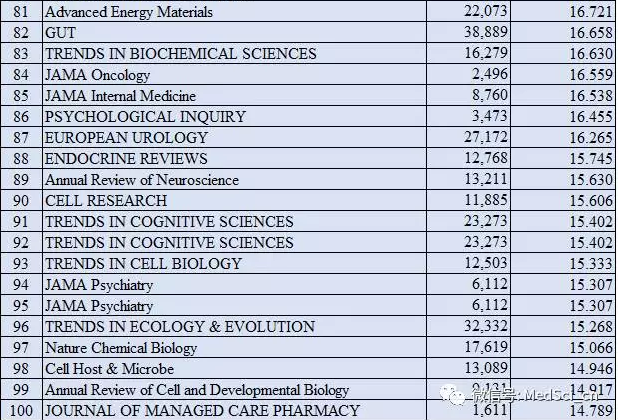 81 Advanced Energy Materials 22,073 16.721
82 GUT 38,889 16.658
83 TRENDS IN BIOCHEMICAL SCIENCES 16,279 16.630
84 JAMA Oncology 2,496 16.559
85 JAMA Internal Medicine 8,760 16.538
86 PSYCHOLOGICAL INQUIRY 3,473 16.455
87 EUROPEAN UROLOGY 27,172 16.265
88 ENDOCRINE REVIEWS 12,768 15.745
89 Annual Review of Neuroscience 13,211 15.630
90 CELL RESEARCH 11,885 15.606
91 TRENDS IN COGNITIVE SCIENCES 23,273 15.402
92 TRENDS IN COGNITIVE SCIENCES 23,273 15.402
93 TRENDS IN CELL BIOLOGY 12,503 15.333
94 JAMA Psychiatry 6,112 15.307
95 JAMA Psychiatry 6,112 15.307
96 TRENDS IN ECOLOGY & EVOLUTION 32,332 15.268
97 Nature Chemical Biology 17,619 15.066
98 Cell Host & Microbe 13,089 14.946
99 Annual Review of Cell and Developmental Biology 14.917
微信号: MedSci_cn
100 JOURNAL OF MANAGED CARE PHARMACY 1,611 14.789